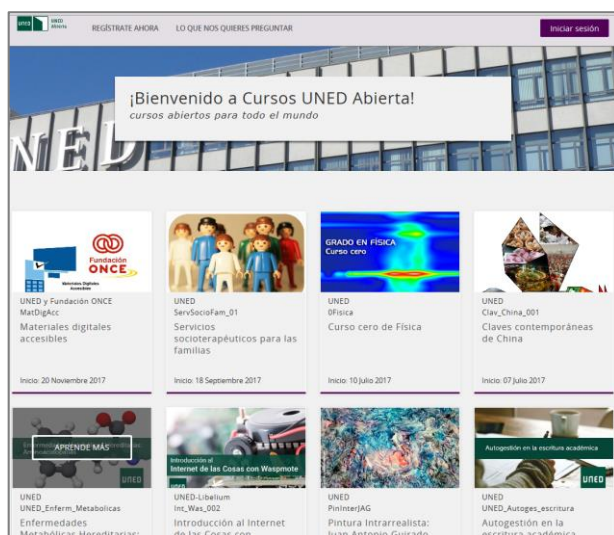 UNED
UNED
Abierta
REGÍSTRATE AHORA
LO QUE NOS QUIERES PREGUNTAR
Iniciar sesión
¡Bienvenido a Cursos UNED Abierta!
cursos abiertos para todo el mundo
NED
Fundación
ONCE
Materiales Digitales
Accesibles
GRADO EN FÍSICA
Curso cero
UNED y Fundación ONCE
MatDigAcc
Materiales digitales
accesibles
Inicio: 20 Noviembre 2017
UNED
ServSocioFam_01
Servicios
socioterapéuticos para las
familias
Inicio: 18 Septiembre 2017
UNED
0Fisica
Curso cero de Física
Inicio: 10 Julio 2017
UNED
Clav_China_001
Claves contemporáneas
de China
Inicio: 07 Julio 2017
APRENDE MÁS
UNED
Introducción al
Internet de las Cosas con Waspmote
Autogestión en la escritura académica
UNED
UNED
UNED_Enferm_Metabolicas
Enfermedades
Metabólicas Hereditarias:
UNED-Libelium
Int_Was_002
Introducción al Internet
de las Cosas con
UNED
PinInterJAG
Pintura Intrarrealista:
Juan Antonio Guirado
UNED
UNED_Autoges_escritura
Autogestión en la
escritura académica